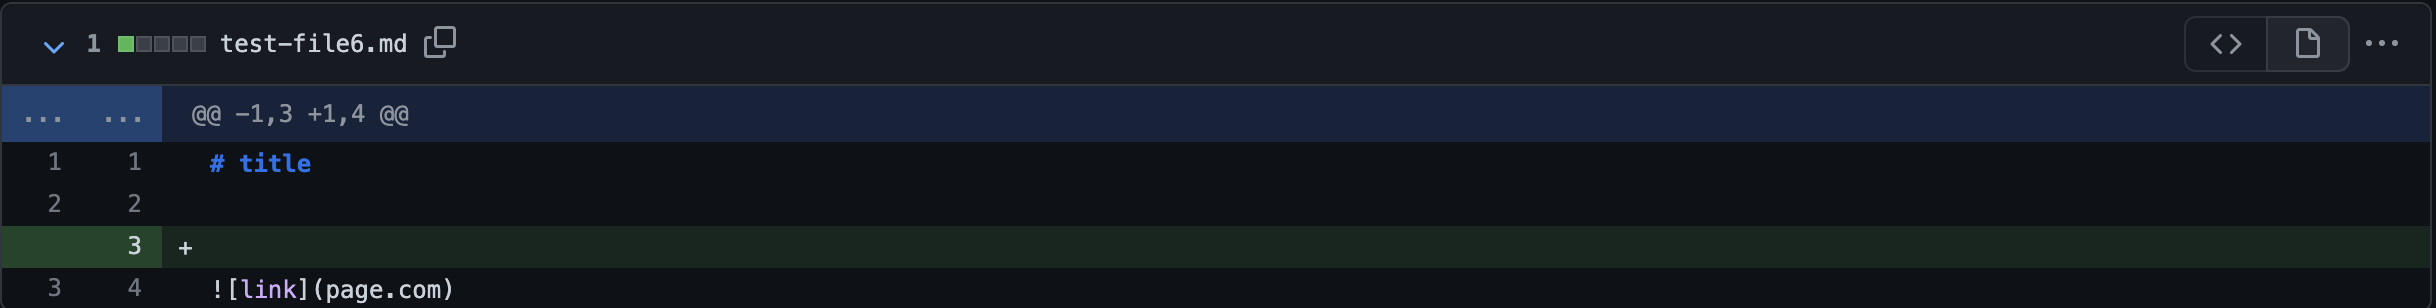 1 test-file6.md
... ... @@ -1,3 +1,4 @@
1 1 # title
2 2
3 +
3 4 ![link](page.com)